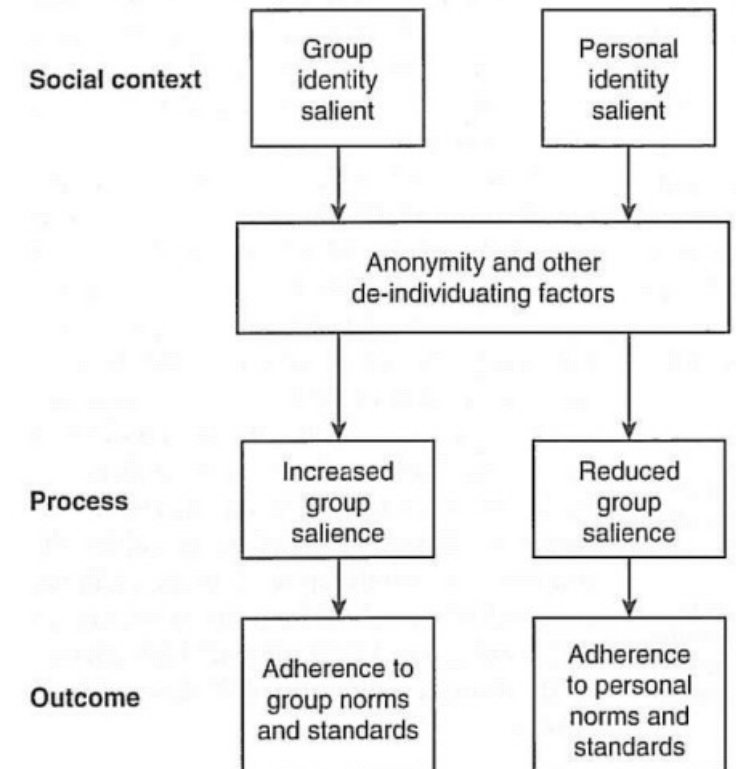 Social context
Group
identity
salient
Personal
identity
salient
Anonymity and other
de-individuating factors
Process
Increased
group
salience
Reduced
group
salience
Outcome
Adherence to
group norms
and standards
Adherence
to personal
norms and
standards